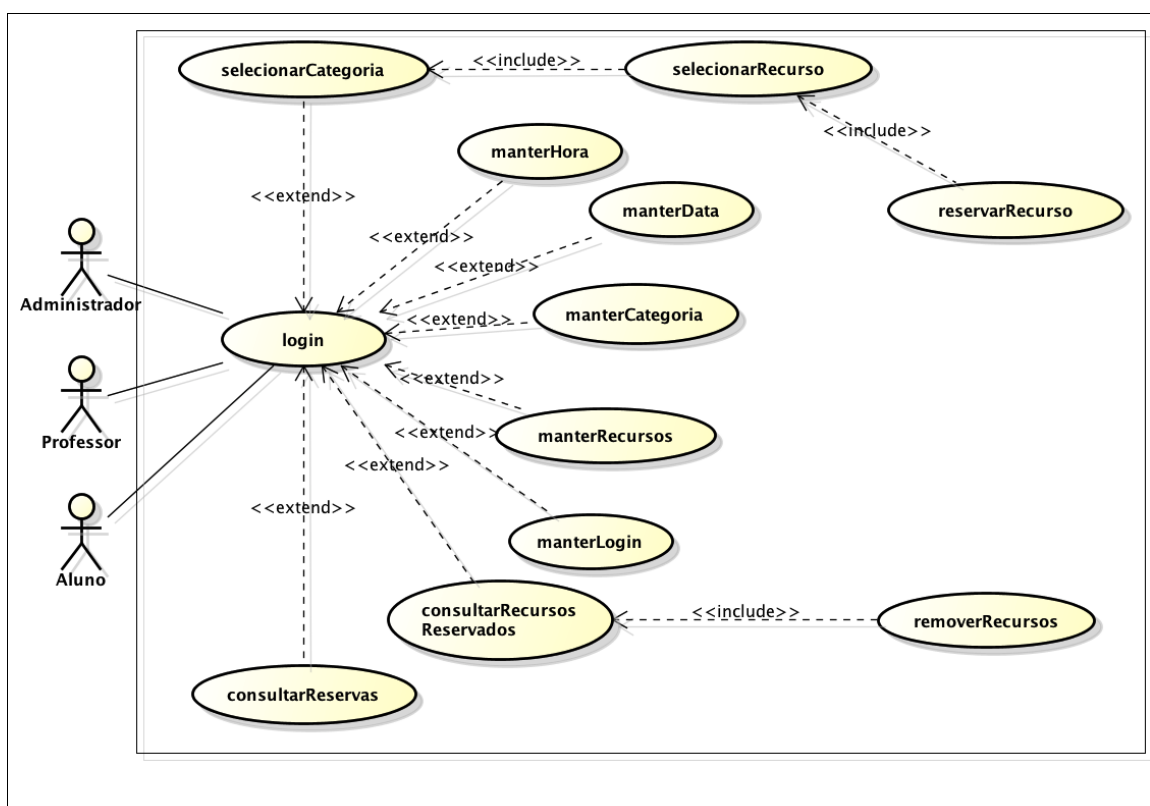 selecionarCategoria
<<include>>
selecionarRecurso
<<include>>
manterHora
<<extend>>
manterData
reservarRecurso
<<extend>>
<<extend>>
Administrador
manterCategoria
<<extend>>
login
<<extend>>
Professor
manterRecursos
<<extend>>
<<extend>>
<<extend>>
manterLogin
Aluno
consultarRecursos
Reservados
<<include>>
removerRecursos
consultarReservas